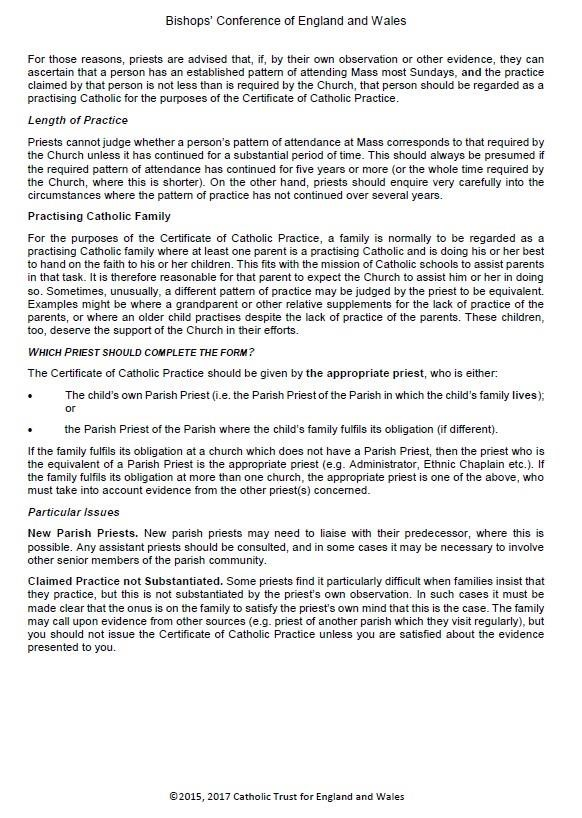 Bishops' Conference of England and Wales
For those reasons, priests are advised that, if, by their own observation or other evidence, they can
ascertain that a person has an established pattern of attending Mass most Sundays, and the practice
claimed by that person is not less than is required by the Church, that person should be regarded as a
practising Catholic for the purposes of the Certificate of Catholic Practice.
Length of Practice
Priests cannot judge whether a person's pattern of attendance at Mass corresponds to that required by
the Church unless it has continued for a substantial period of time. This should always be presumed if
the required pattern of attendance has continued for five years or more (or the whole time required by
the Church, where this is shorter). On the other hand, priests should enquire very carefully into the
circumstances where the pattern of practice has not continued over several years.
Practising Catholic Family
For the purposes of the Certificate of Catholic Practice, a family is normally to be regarded as a
practising Catholic family where at least one parent is a practising Catholic and is doing his or her best
to hand on the faith to his or her children. This fits with the mission of Catholic schools to assist parents
in that task. It is therefore reasonable for that parent to expect the Church to assist him or her in doing
so. Sometimes, unusually, a different pattern of practice may be judged by the priest to be equivalent.
Examples might be where a grandparent or other relative supplements for the lack of practice of the
parents, or where an older child practises despite the lack of practice of the parents. These children,
too, deserve the support of the Church in their efforts.
WHICH PRIEST SHOULD COMPLETE THE FORM?
The Certificate of Catholic Practice should be given by the appropriate priest, who is either:
• The child's own Parish Priest (i.e. the Parish Priest of the Parish in which the child's family lives);
or
• the Parish Priest of the Parish where the child's family fulfils its obligation (if different).
If the family fulfils its obligation at a church which does not have a Parish Priest, then the priest who is
the equivalent of a Parish Priest is the appropriate priest (e.g. Administrator, Ethnic Chaplain etc.). If
the family fulfils its obligation at more than one church, the appropriate priest is one of the above, who
must take into account evidence from the other priest(s) concerned.
Particular Issues
New Parish Priests. New parish priests may need to liaise with their predecessor, where this is
possible. Any assistant priests should be consulted, and in some cases it may be necessary to involve
other senior members of the parish community.
Claimed Practice not Substantiated. Some priests find it particularly difficult when families insist that
they practice, but this is not substantiated by the priest's own observation. In such cases it must be
made clear that the onus is on the family to satisfy the priest's own mind that this is the case. The family
may call upon evidence from other sources (e.g. priest of another parish which they visit regularly), but
you should not issue the Certificate of Catholic Practice unless you are satisfied about the evidence
presented to you.
©2015, 2017 Catholic Trust for England and Wales